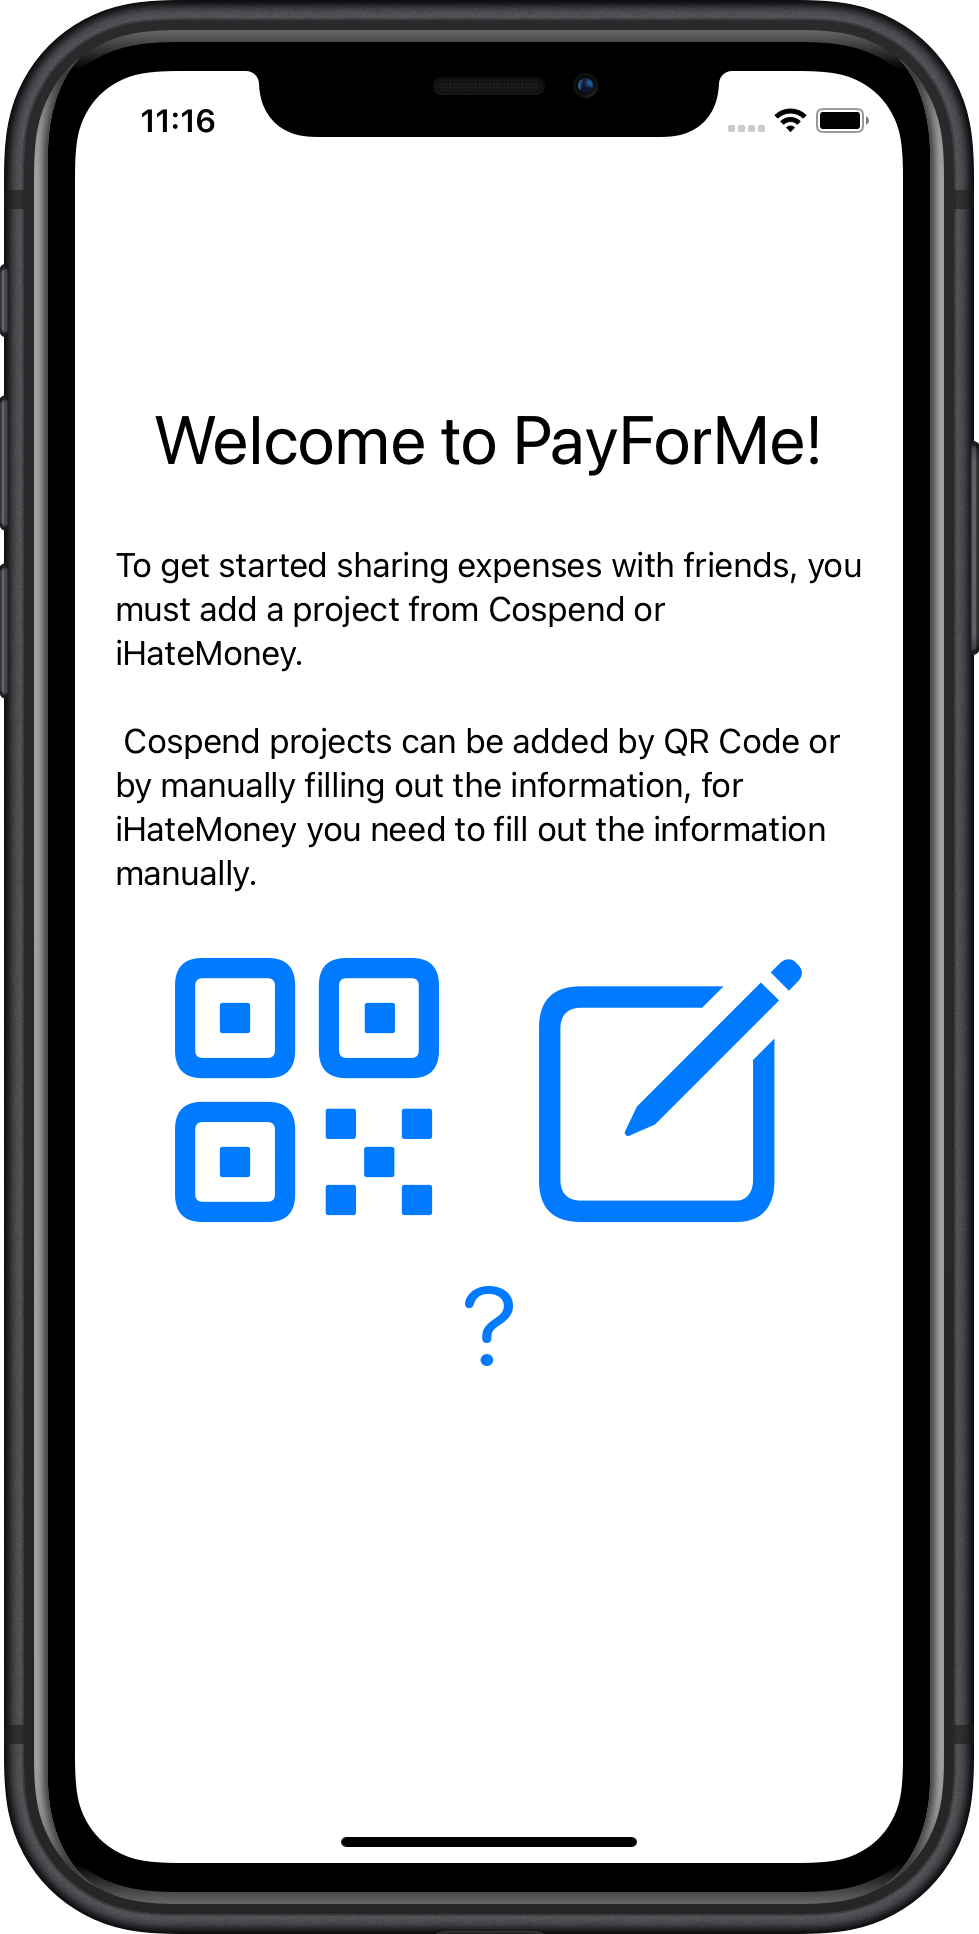 11:16
Welcome to PayForMe!
To get started sharing expenses with friends, you
must add a project from Cospend or
iHateMoney.
Cospend projects can be added by QR Code or
by manually filling out the information, for
iHateMoney you need to fill out the information
manually.
?